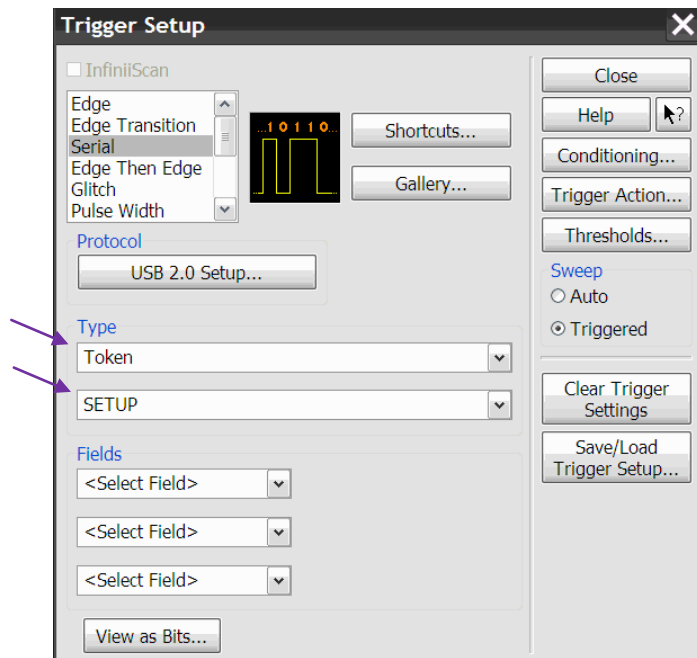 Trigger Setup
InfiniiScan
Edge
Edge Transition
Serial
Edge Then Edge
Glitch
Pulse Width
...1 0 1 1 0...
Shortcuts...
Gallery...
Protocol
USB 2.0 Setup...
Type
Token
SETUP
Fields
<Select Field>
<Select Field>
<Select Field>
View as Bits...
Close
Help
?
Conditioning...
Trigger Action...
Thresholds...
Sweep
Auto
Triggered
Clear Trigger
Settings
Save/Load
Trigger Setup...